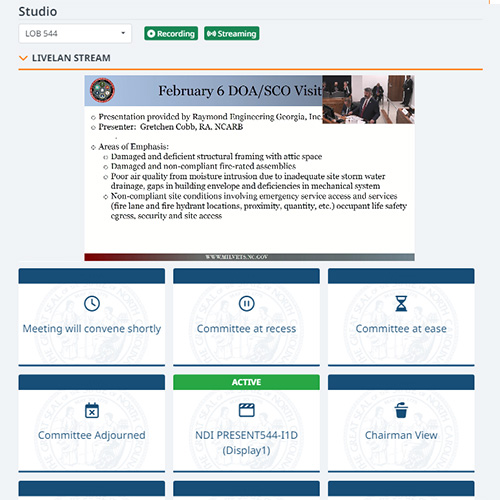 Studio
LOB 544
Recording
Streaming
LIVELAN STREAM
February 6 DOA/SCO Visit
Presentation provided by Raymond Engineering Georgia, Inc.
Presenter: Gretchen Cobb, RA, NCARB
Areas of Emphasis:
Damaged and deficient structural framing with attic space
Damaged and non-compliant fire-rated assemblies
Poor air quality from moisture intrusion due to inadequate site storm water
drainage, gaps in building envelope and deficiencies in mechanical system
Non-compliant site conditions involving emergency service access and services
(fire lane and fire hydrant locations, proximity, quantity, etc.) occupant life safety
egress, security and site access
WWW.MILVETS.NC.GOV
Meeting will convene shortly
Committee at recess
Committee at ease
Committee Adjourned
ACTIVE
NDI PRESENT544-I1D
(Display1)
Chairman View